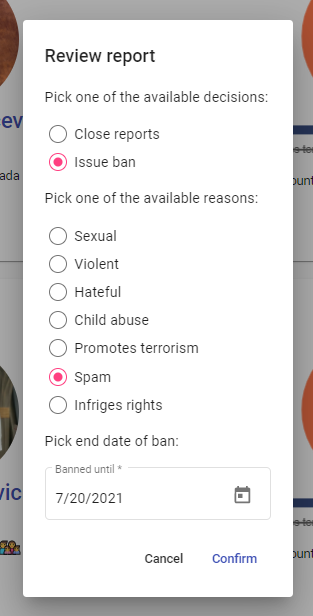 Review report
Pick one of the available decisions:
Close reports
Issue ban
Pick one of the available reasons:
Sexual
Violent
Hateful
Child abuse
Promotes terrorism
Spam
Infriges rights
Pick end date of ban:
Banned until *
7/20/2021
Cancel Confirm